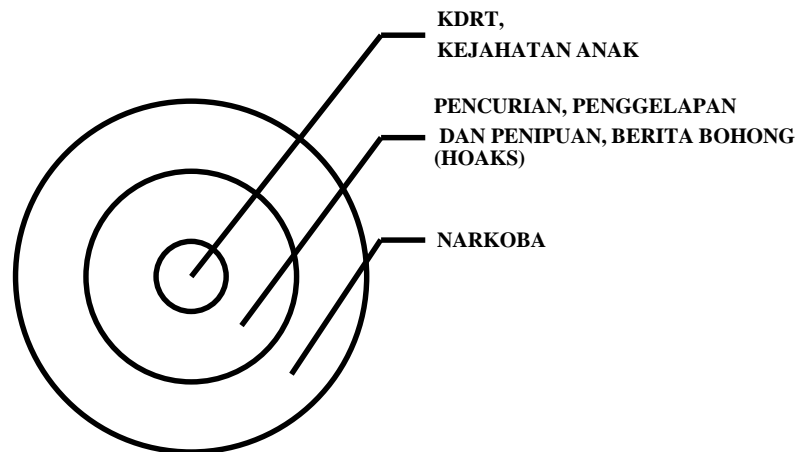 KDRT,
KEJAHATAN ANAK
PENCURIAN, PENGGELAPAN
DAN PENIPUAN, BERITA BOHONG
(HOAKS)
NARKOBA